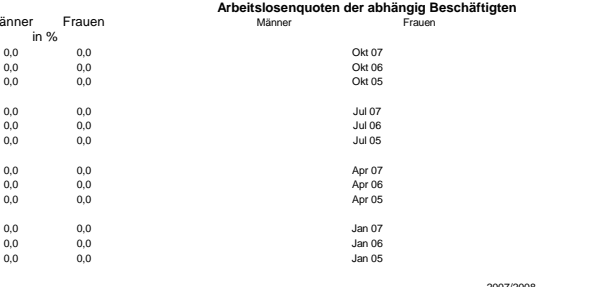 Arbeitslosenquoten der abhängig Beschäftigten
änner Frauen Männer Frauen
in %
0,0 0,0 Okt 07
0,0 0,0 Okt 06
0,0 0,0 Okt 05
0,0 0,0 Jul 07
0,0 0,0 Jul 06
0,0 0,0 Jul 05
0,0 0,0 Apr 07
0,0 0,0 Apr 06
0,0 0,0 Apr 05
0,0 0,0 Jan 07
0,0 0,0 Jan 06
0,0 0,0 Jan 05
2007/2008